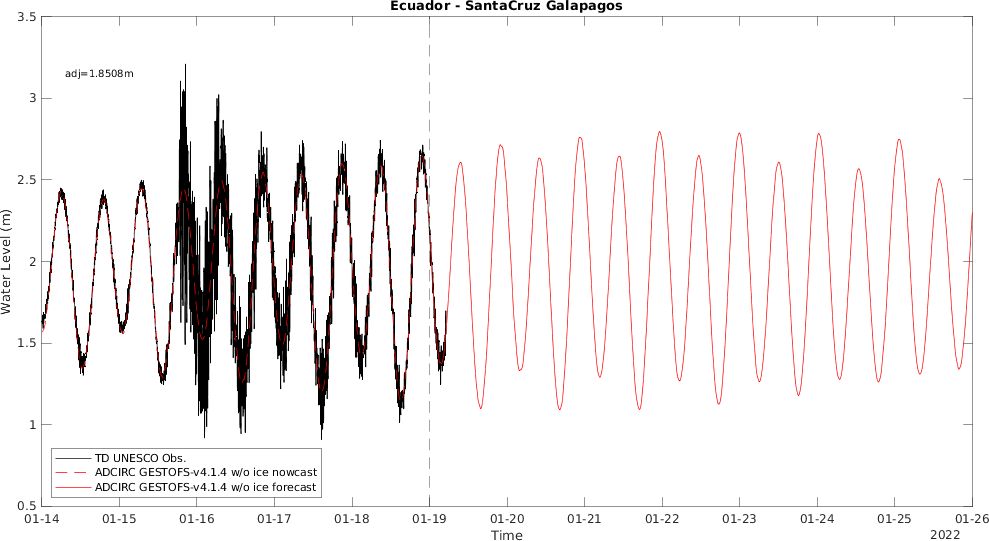 Ecuador - SantaCruz Galapagos
3.5
adj=1.8508m
3
2.5
Water Level (m)
2
1.5
1
TD UNESCO Obs.
ADCIRC GESTOFS-v4.1.4 w/o ice nowcast
ADCIRC GESTOFS-v4.1.4 w/o ice forecast
0.5
01-14 01-15 01-16 01-17 01-18 01-19 01-20 01-21 01-22 01-23 01-24 01-25 01-26
Time
2022